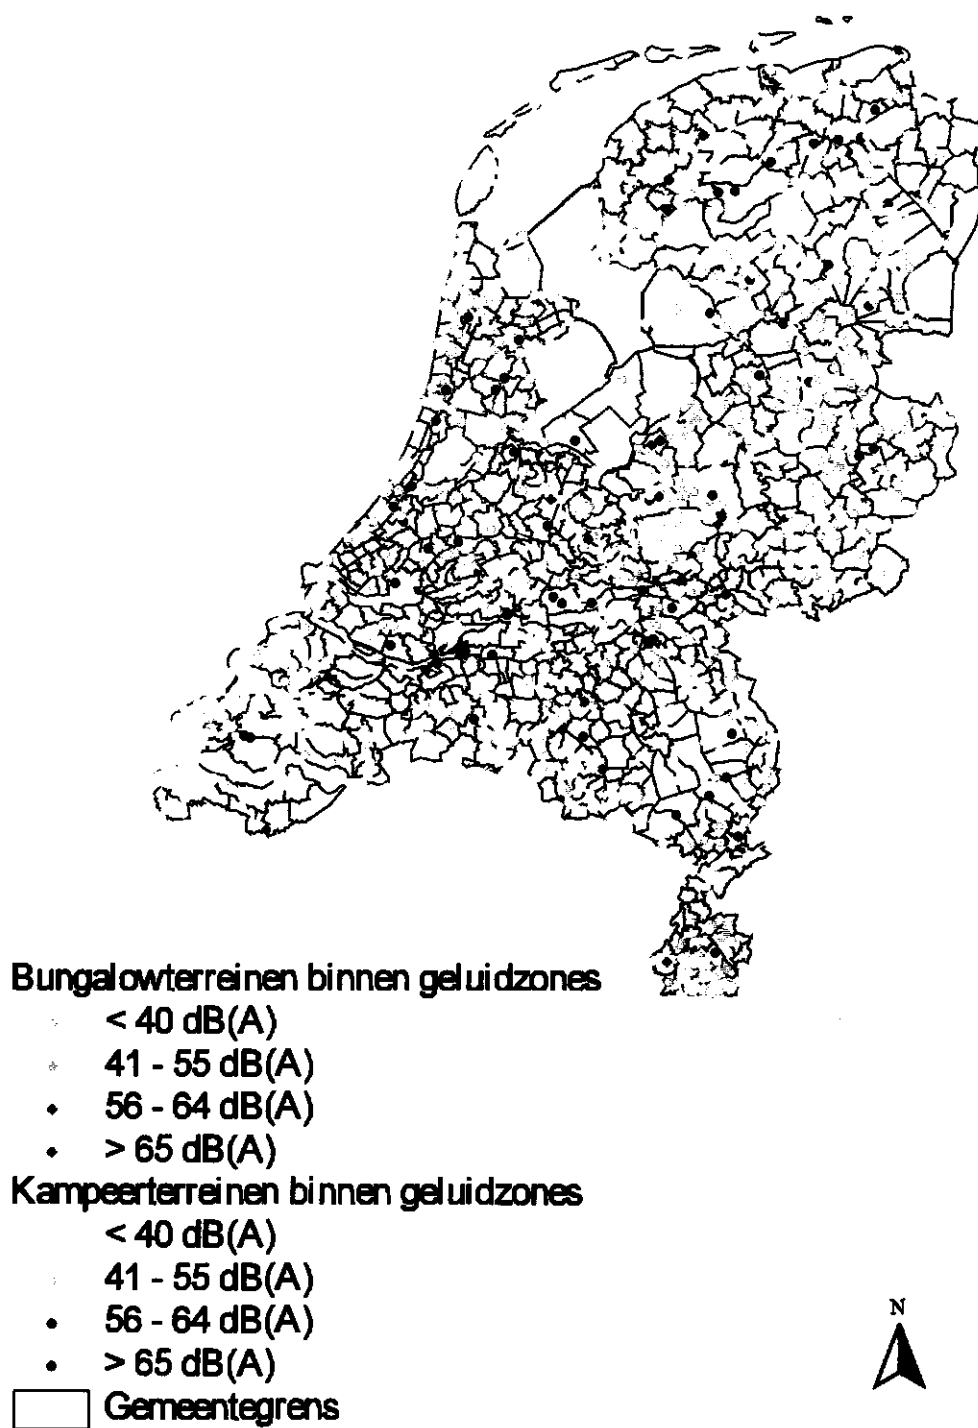 Bungalowterreinen binnen geluidzones
< 40 dB(A)
41 - 55 dB(A)
56 - 64 dB(A)
> 65 dB(A)
Kampeerterreinen binnen geluidzones
< 40 dB(A)
41 - 55 dB(A)
56 - 64 dB(A)
> 65 dB(A)
N
Gemeentegrens